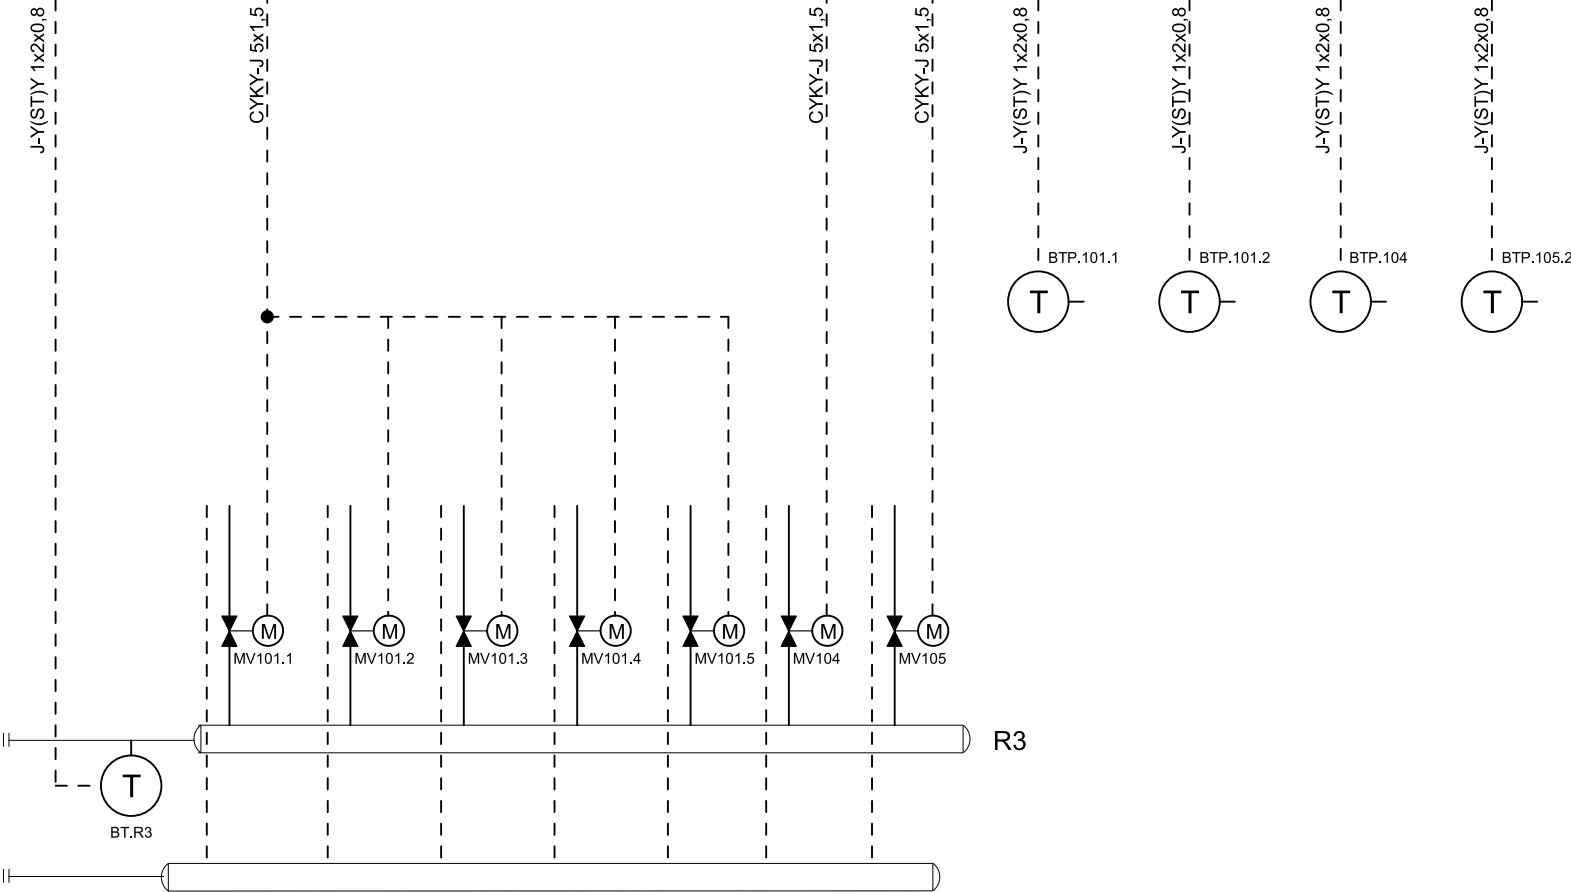 J-Y(ST)Y 1x2x0,8
CYKY-J 5x1,5
CYKY-J 5x1,5
CYKY-J 5x1,5
J-Y(ST)Y 1x2x0,8
J-Y(ST)Y 1x2x0,8
J-Y(ST)Y 1x2x0,8
J-Y(ST)Y 1x2x0,8
BTP.101.1
BTP.101.2
BTP.104
BTP.105.2
T
T
T
T
M
M
M
M
M
M
M
MV101.1
MV101.2
MV101.3
MV101.4
MV101.5
MV104
MV105
R3
T
BT.R3